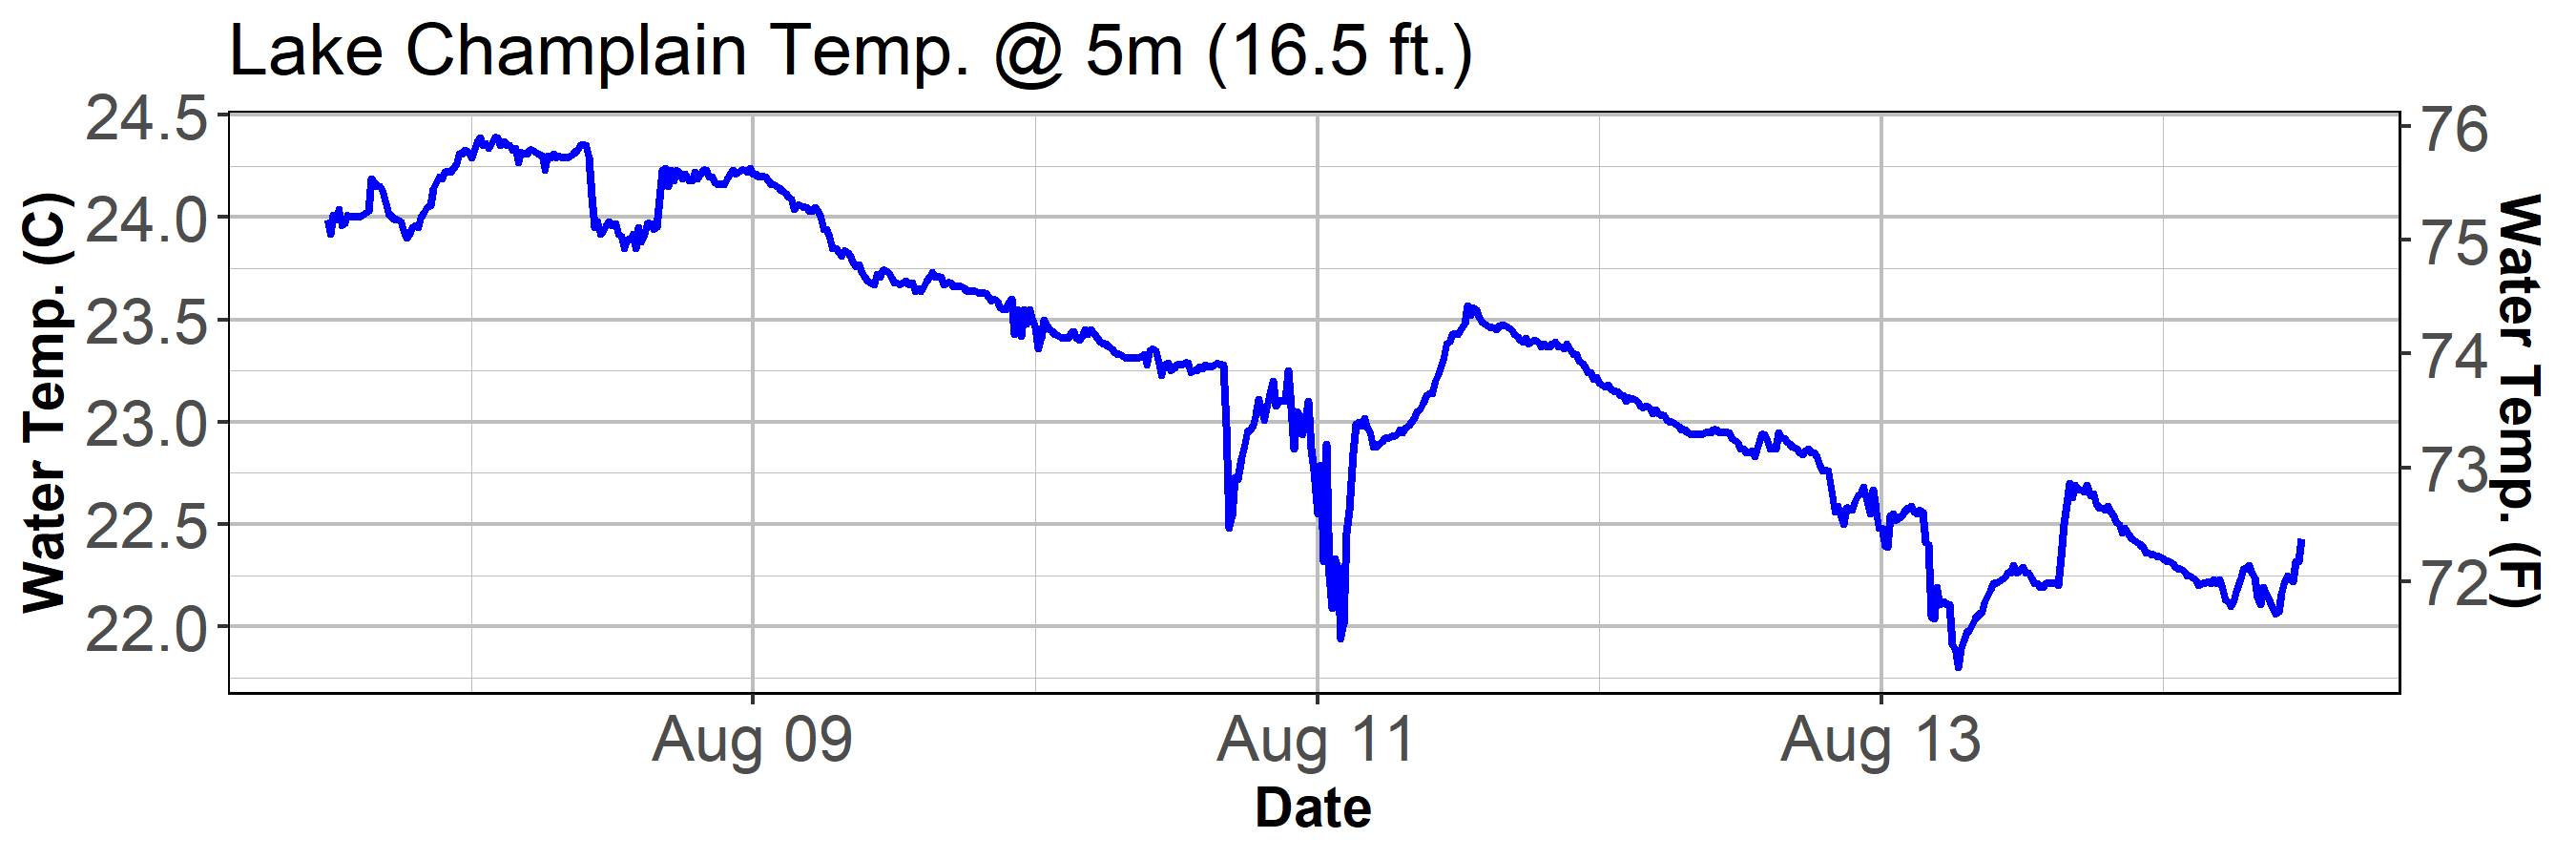 Lake Champlain Temp. @ 5m (16.5 ft.)
Water Temp. (C)
24.5
24.0
23.5
23.0
22.5
22.0
76
75
74
73
72
Water Temp. (F)
Aug 09
Aug 11
Aug 13
Date